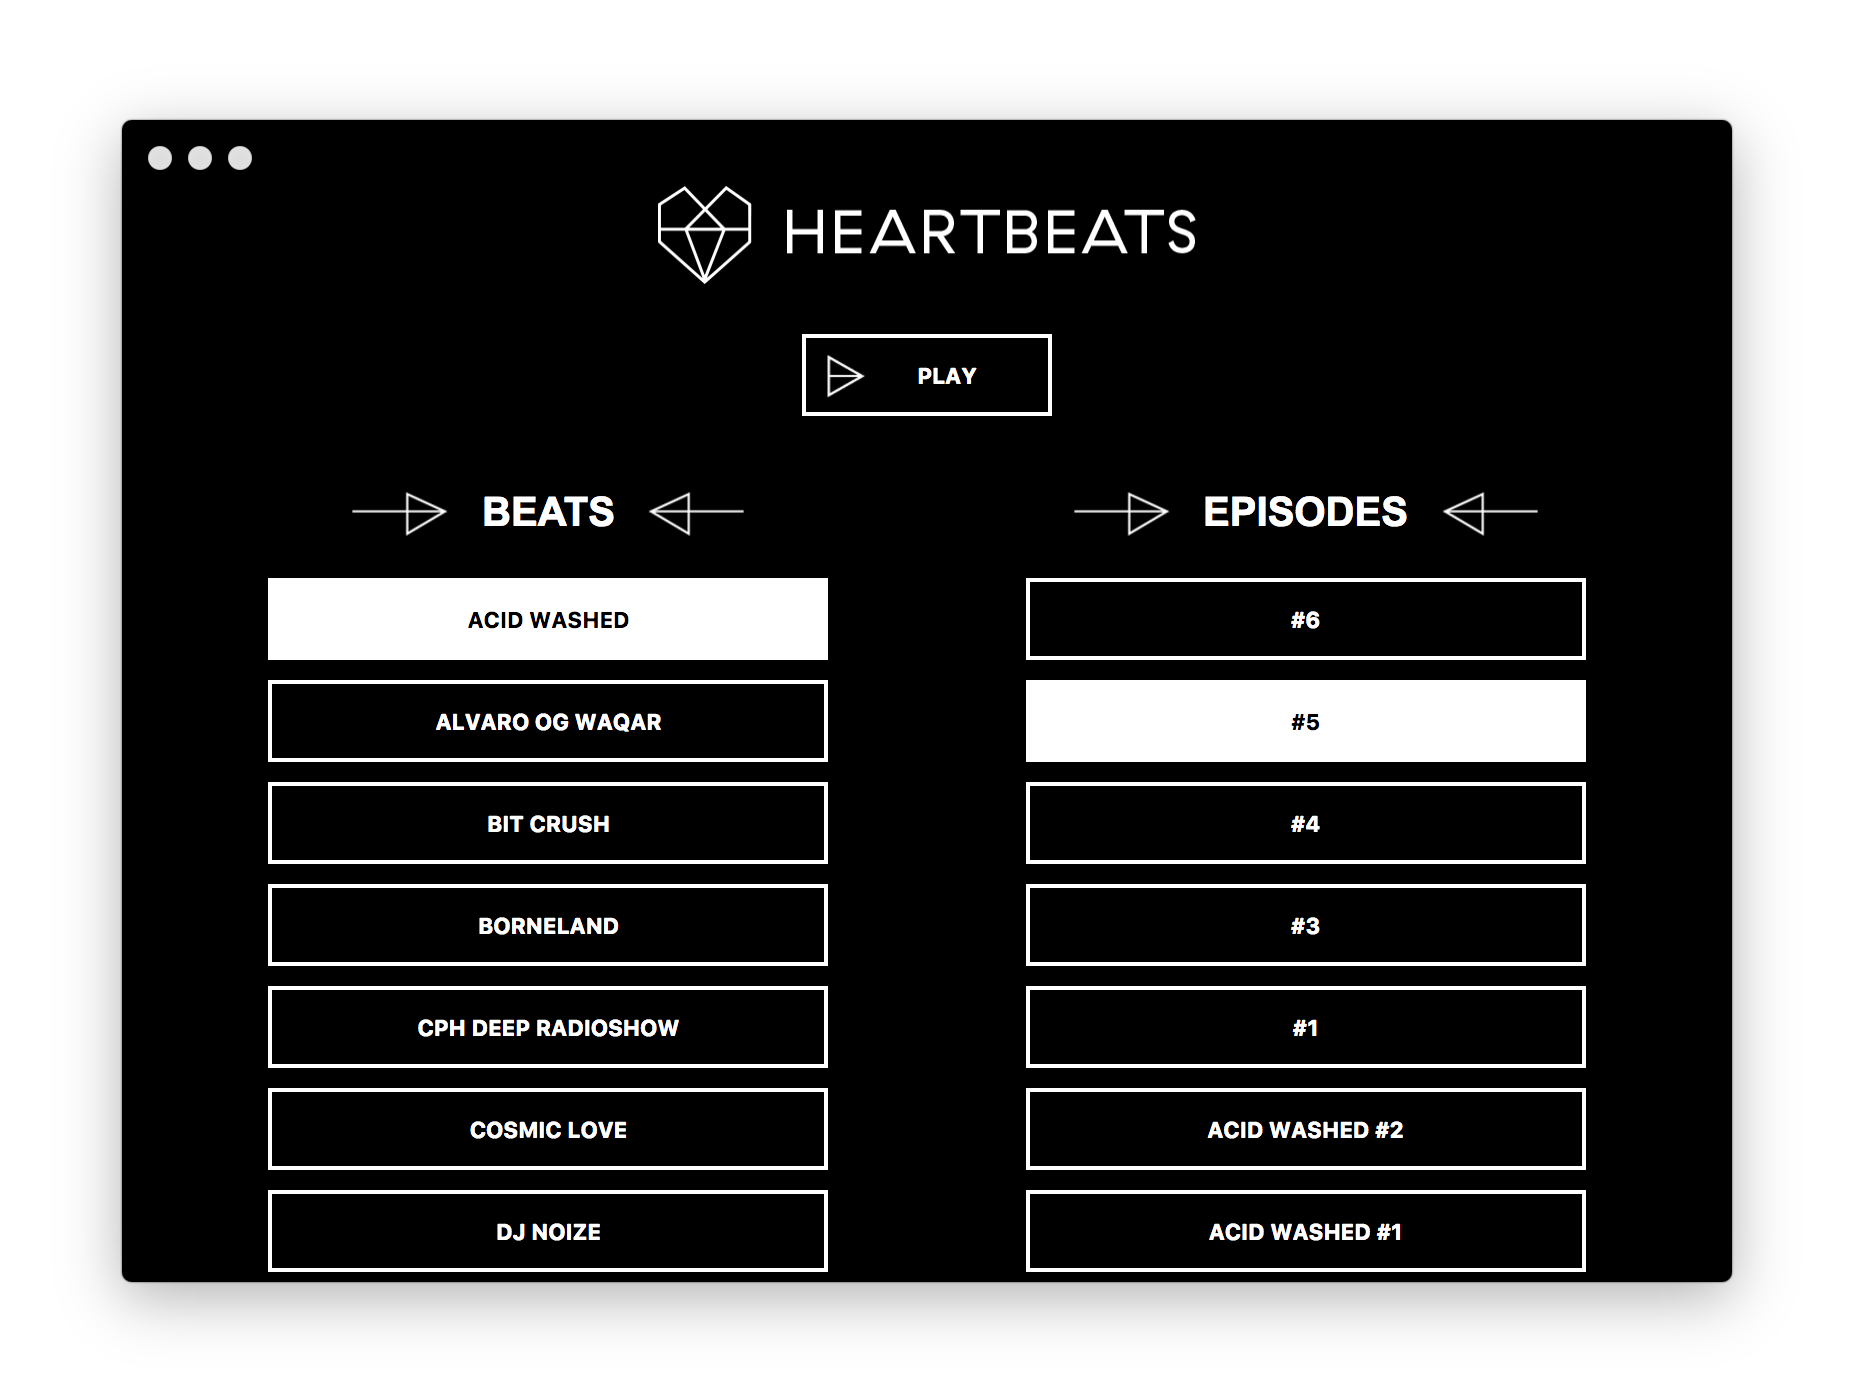 HEARTBEATS
PLAY
BEATS
ACID WASHED
ALVARO OG WAQAR
BIT CRUSH
BORNELAND
CPH DEEP RADIOSHOW
COSMIC LOVE
DJ NOIZE
EPISODES
#6
#5
#4
#3
#1
ACID WASHED #2
ACID WASHED #1